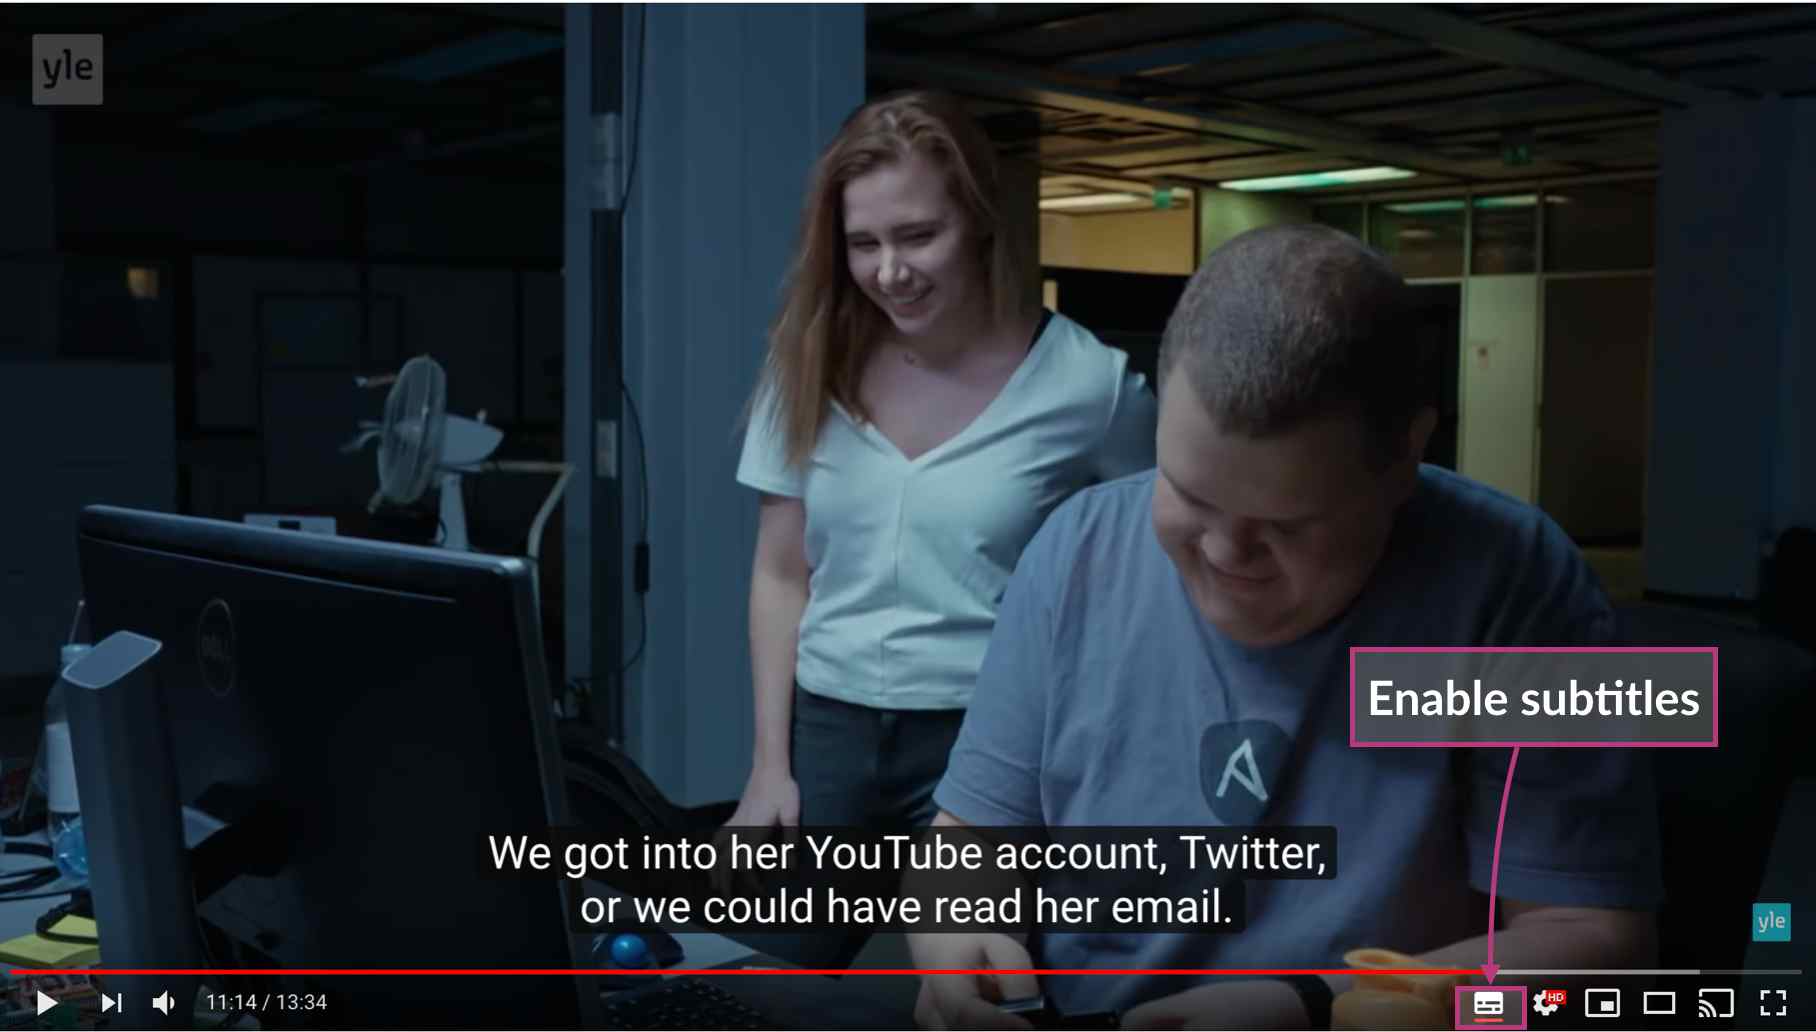 yle
Enable subtitles
We got into her YouTube account, Twitter,
or we could have read her email.
yle
11:14 / 13:34
HD